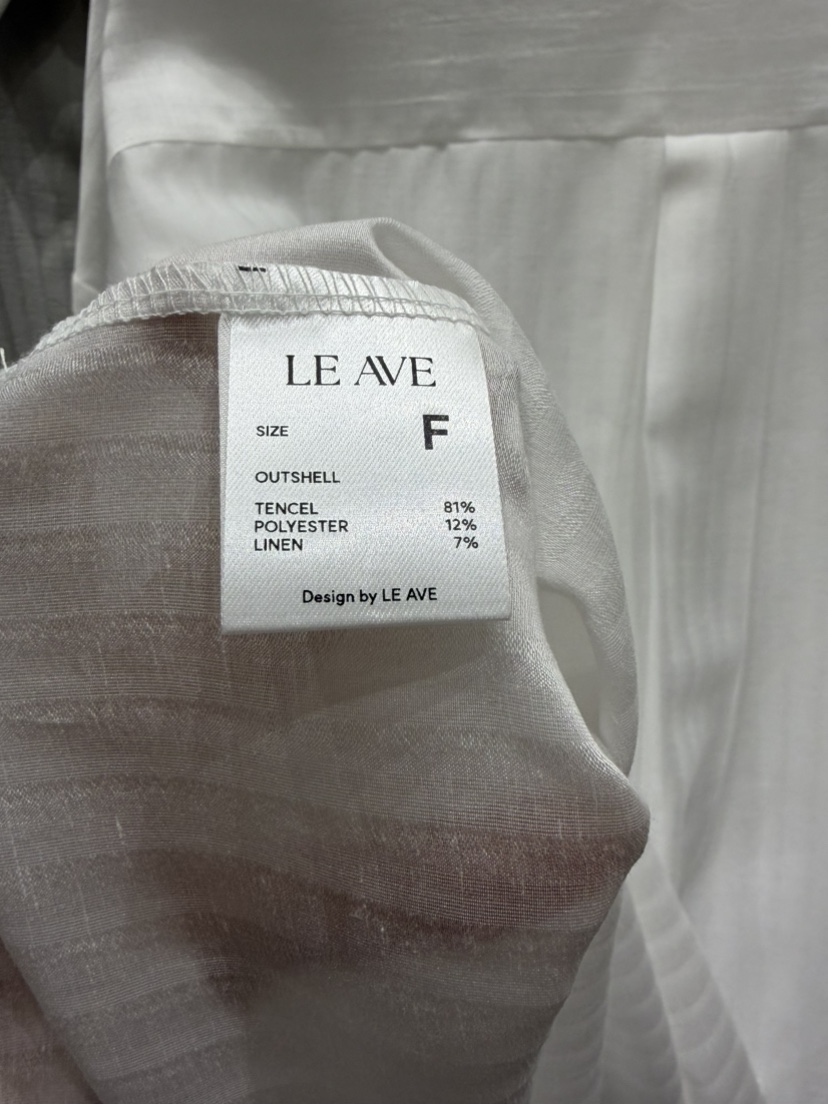 LE AVE
SIZE F
OUTSHELL
TENCEL 81%
POLYESTER 12%
LINEN 7%
Design by LE AVE